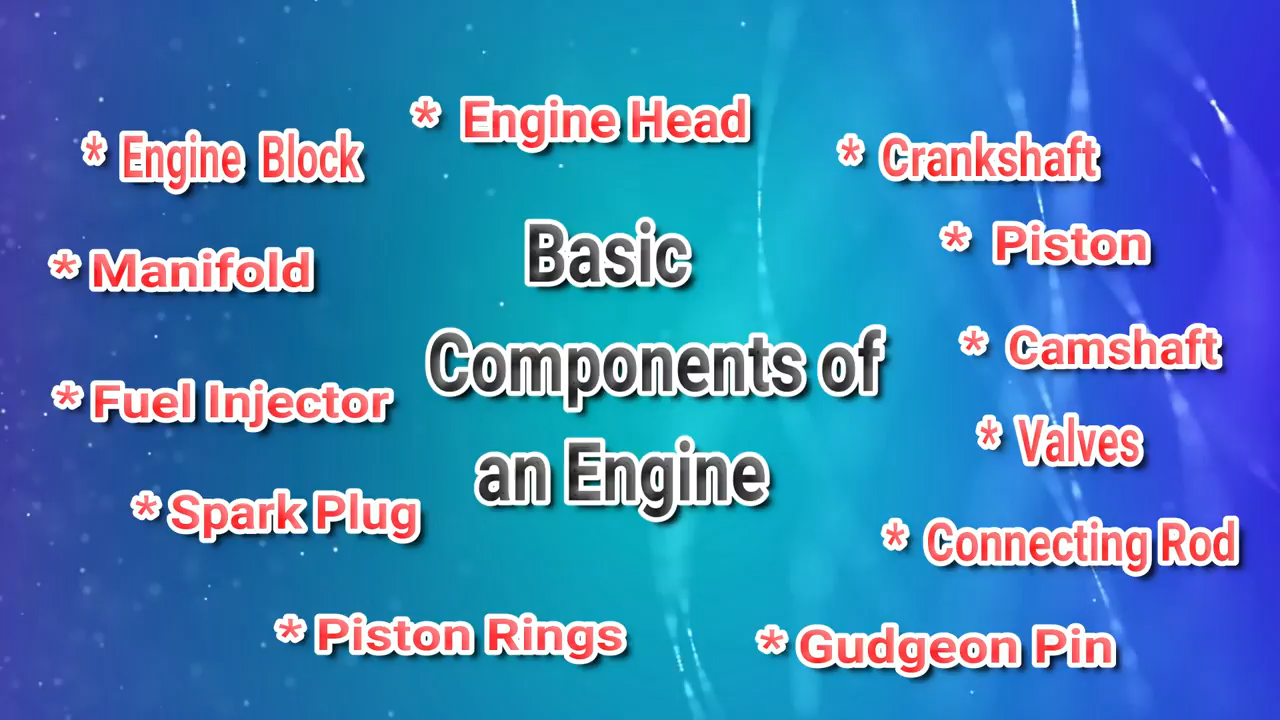 * Engine Head
* Engine Block
* Crankshaft
Basic
Components of
an Engine
* Manifold
* Piston
* Fuel Injector
* Camshaft
* Valves
* Spark Plug
* Connecting Rod
* Piston Rings
* Gudgeon Pin